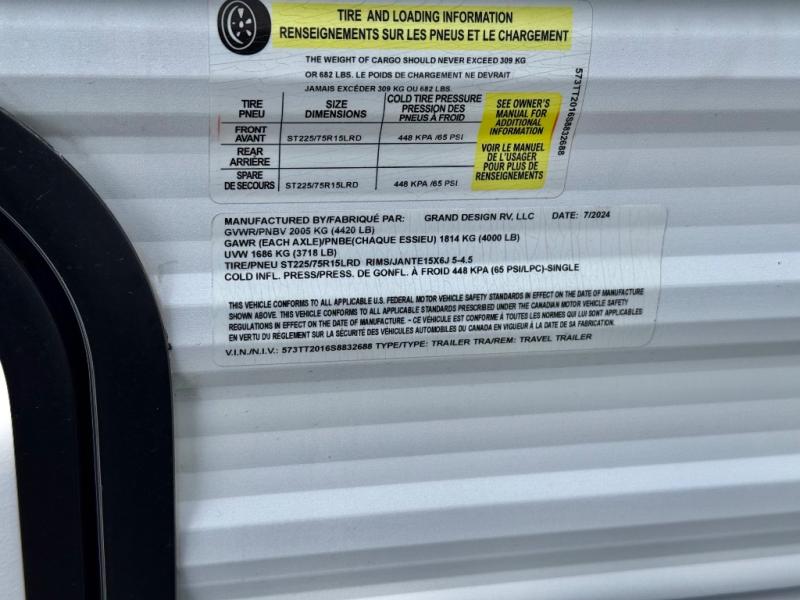 TIRE AND LOADING INFORMATION
RENSEIGNEMENTS SUR LES PNEUS ET LE CHARGEMENT
THE WEIGHT OF CARGO SHOULD NEVER EXCEED 309 KG
OR 682 LBS. LE POIDS DE CHARGEMENT NE DEVRAIT
JAMAIS EXCÉDER 309 KG OU 682 LBS.
TIRE PNEU SIZE DIMENSIONS COLD TIRE PRESSURE PRESSION DES PNEUS À FROID
FRONT AVANT ST225/75R15LRD 448 KPA /65 PSI
REAR ARRIÈRE
SPARE DE SECOURS ST225/75R15LRD 448 KPA /65 PSI
SEE OWNER'S
MANUAL FOR
ADDITIONAL
INFORMATION
VOIR LE MANUEL
DE L'USAGER
POUR PLUS DE
RENSEIGNEMENTS
573TT2016S8832688
MANUFACTURED BY/FABRIQUÉ PAR: GRAND DESIGN RV, LLC DATE: 7/2024
GVWR/PNBV 2005 KG (4420 LB)
GAWR (EACH AXLE)/PNBE(CHAQUE ESSIEU) 1814 KG (4000 LB)
UVW 1686 KG (3718 LB)
TIRE/PNEU ST225/75R15LRD RIMS/JANTE15X6J 5-4.5
COLD INFL. PRESS/PRESS. DE GONFL. À FROID 448 KPA (65 PSI/LPC)-SINGLE
THIS VEHICLE CONFORMS TO ALL APPLICABLE U.S. FEDERAL MOTOR VEHICLE SAFETY STANDARDS IN EFFECT ON THE DATE OF MANUFACTURE
SHOWN ABOVE. THIS VEHICLE CONFORMS TO ALL APPLICABLE STANDARDS PRESCRIBED UNDER THE CANADIAN MOTOR VEHICLE SAFETY
REGULATIONS IN EFFECT ON THE DATE OF MANUFACTURE. - CE VÉHICULE EST CONFORME À TOUTES LES NORMES QUI LUI SONT APPLICABLES
EN VERTU DU RÈGLEMENT SUR LA SÉCURITÉ DES VÉHICULES AUTOMOBILES DU CANADA EN VIGUEUR À LA DATE DE SA FABRICATION.
V.I.N./N.I.V.: 573TT2016S8832688 TYPE/TYPE: TRAILER TRA/REM: TRAVEL TRAILER